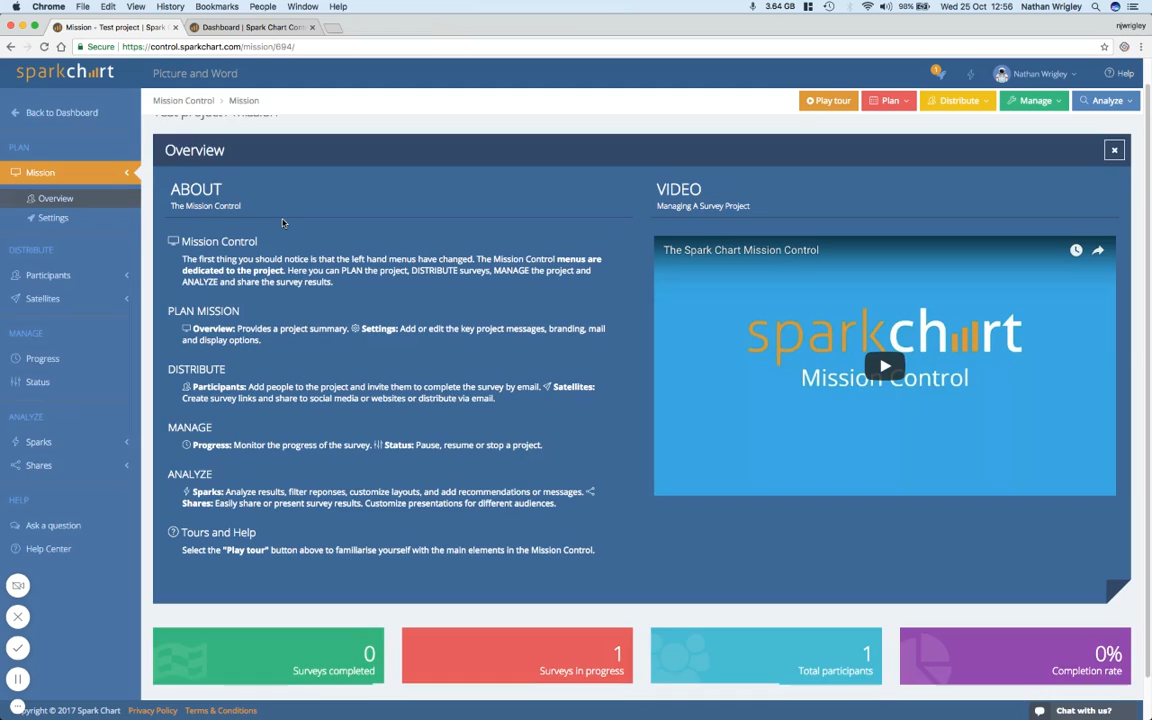 Chrome File Edit View History Bookmarks People Window Help
3.64 GB 98% Wed 25 Oct 12:56 Nathan Wrigley
Mission - Test project | Spark
Dashboard | Spark Chart Cont
njwrigley
Secure https://control.sparkchart.com/mission/694/
sparkchart
Picture and Word
1
Nathan Wrigley
Help
Back to Dashboard
Mission Control > Mission
Play tour
Plan
Distribute
Manage
Analyze
Test project / Mission
PLAN
Mission
Overview
Settings
DISTRIBUTE
Participants
Satellites
MANAGE
Progress
Status
ANALYZE
Sparks
Shares
HELP
Ask a question
Help Center
Overview
ABOUT
The Mission Control
Mission Control
The first thing you should notice is that the left hand menus have changed. The Mission Control menus are
dedicated to the project. Here you can PLAN the project, DISTRIBUTE surveys, MANAGE the project and
ANALYZE and share the survey results.
PLAN MISSION
Overview: Provides a project summary. Settings: Add or edit the key project messages, branding, mail
and display options.
DISTRIBUTE
Participants: Add people to the project and invite them to complete the survey by email. Satellites:
Create survey links and share to social media or websites or distribute via email.
MANAGE
Progress: Monitor the progress of the survey. Status: Pause, resume or stop a project.
ANALYZE
Sparks: Analyze results, filter reponses, customize layouts, and add recommendations or messages.
Shares: Easily share or present survey results. Customize presentations for different audiences.
Tours and Help
Select the "Play tour" button above to familiarise yourself with the main elements in the Mission Control.
VIDEO
Managing A Survey Project
The Spark Chart Mission Control
sparkchart
Mission Control
0
Surveys completed
1
Surveys in progress
1
Total participants
0%
Completion rate
opyright © 2017 Spark Chart Privacy Policy Terms & Conditions
Chat with us?